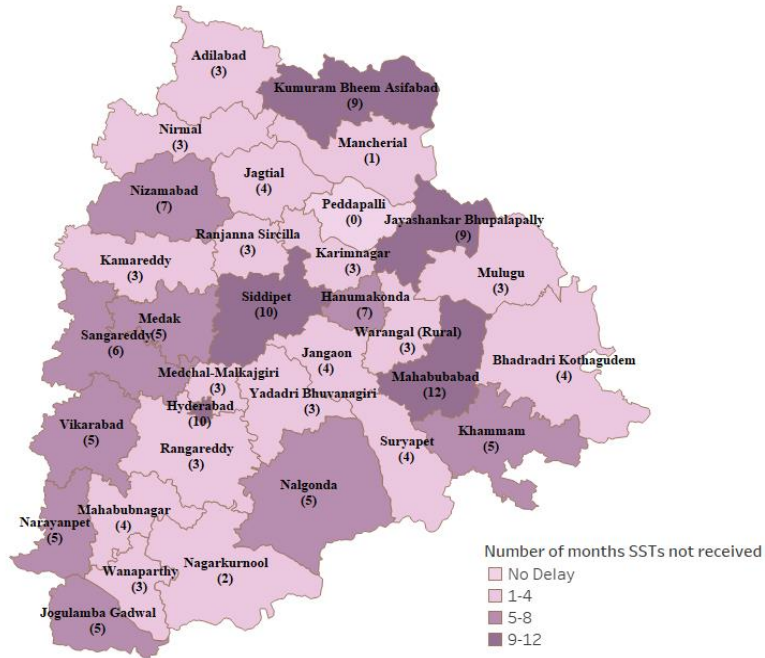 Adilabad
(3)
Kumuram Bheem Asifabad
(9)
Nirmal
(3)
Mancherial
(1)
Jagtial
(4)
Nizamabad
(7)
Peddapalli
(0)
Jayashankar Bhupalapally
(9)
Ranjanna Sircilla
(3)
Karimnagar
(3)
Kamareddy
(3)
Mulugu
(3)
Siddipet
(10)
Hanumakonda
(7)
Medak
(5)
Sangareddy
(6)
Warangal (Rural)
(3)
Jangaon
(4)
Bhadradri Kothagudem
(4)
Medchal-Malkajgiri
(3)
Mahabubabad
(12)
Yadadri Bhuvanagiri
(3)
Hyderabad
(10)
Vikarabad
(5)
Khammam
(5)
Suryapet
(4)
Rangareddy
(3)
Nalgonda
(5)
Mahabubnagar
(4)
Narayanpet
(5)
Nagarkurnool
(2)
Wanaparthy
(3)
Jogulamba Gadwal
(5)
Number of months SSTs not received
No Delay
1-4
5-8
9-12